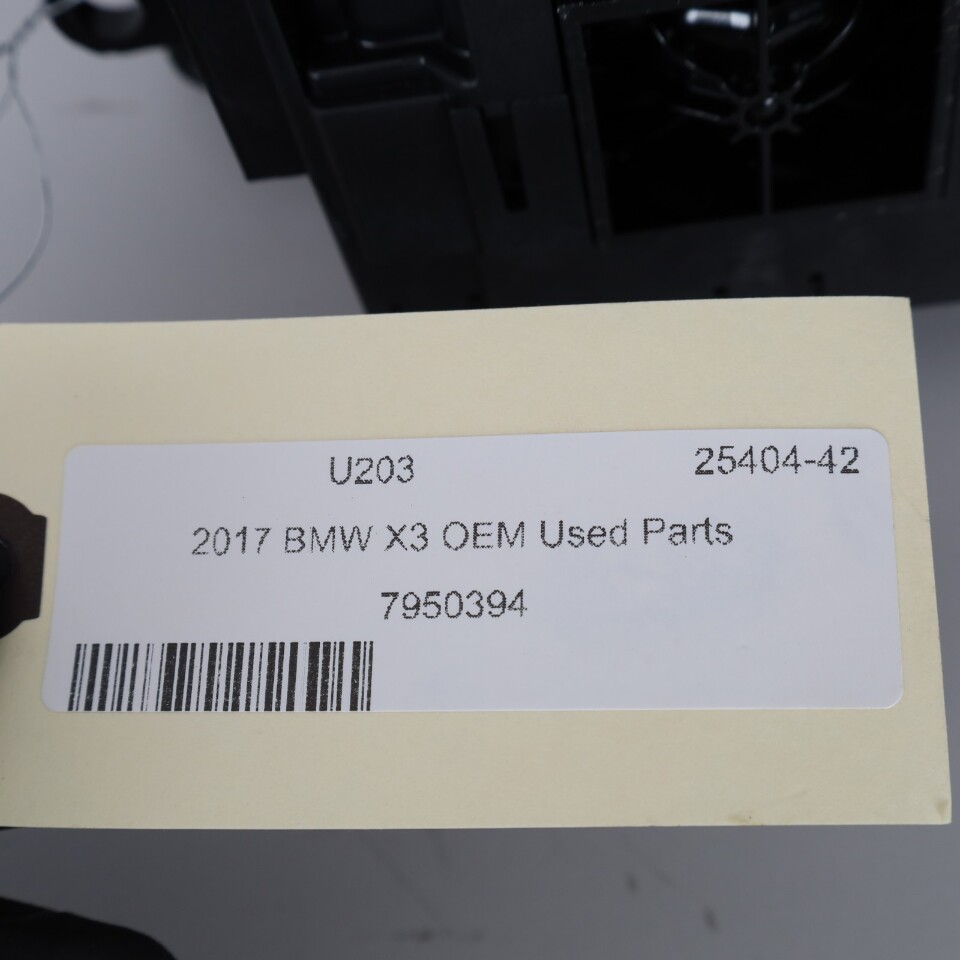 U203 25404-42
2017 BMW X3 OEM Used Parts
7950394